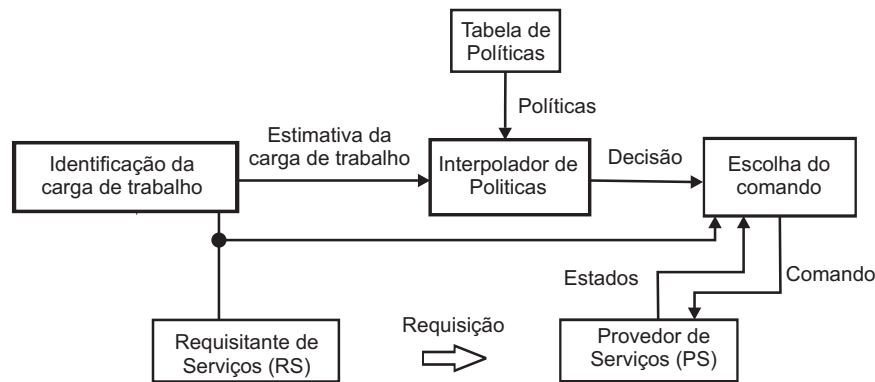 Tabela de
Políticas
Políticas
Identificação da
carga de trabalho
Estimativa da
carga de trabalho
Interpolador de
Politicas
Decisão
Escolha do
comando
Estados
Comando
Requisitante de
Serviços (RS)
Requisição
Provedor de
Serviços (PS)